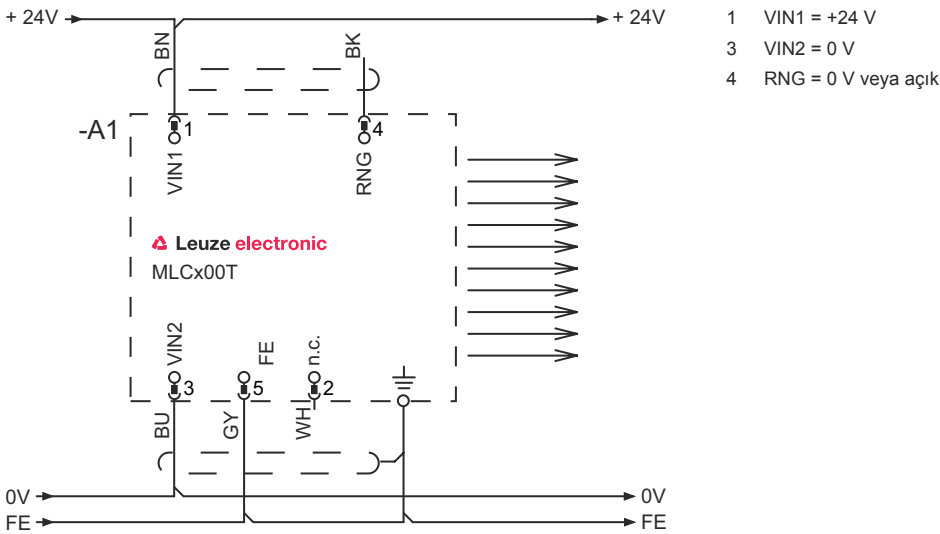 + 24V
+ 24V
1 VIN1 = +24 V
3 VIN2 = 0 V
4 RNG = 0 V veya açık
BN
BK
-A1
1
4
VIN1
RNG
Leuze electronic
MLCx00T
VIN2
FE
n.c.
3
5
2
BU
GY
WH
0V
0V
FE
FE